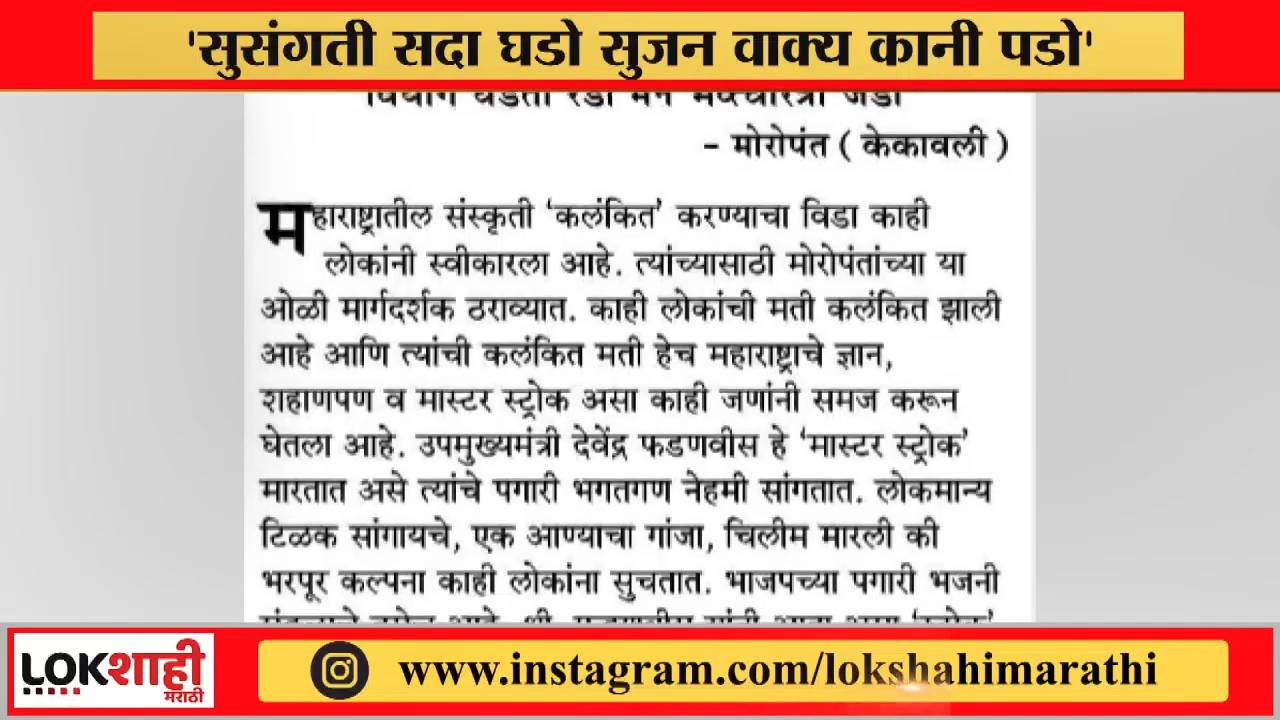 'सुसंगती सदा घडो सुजन वाक्य कानी पडो'
- मोरोपंत ( केकावली )
महाराष्ट्रातील संस्कृती ‘कलंकित’ करण्याचा विडा काही
लोकांनी स्वीकारला आहे. त्यांच्यासाठी मोरोपंतांच्या या
ओळी मार्गदर्शक ठराव्यात. काही लोकांची मती कलंकित झाली
आहे आणि त्यांची कलंकित मती हेच महाराष्ट्राचे ज्ञान,
शहाणपण व मास्टर स्ट्रोक असा काही जणांनी समज करून
घेतला आहे. उपमुख्यमंत्री देवेंद्र फडणवीस हे ‘मास्टर स्ट्रोक’
मारतात असे त्यांचे पगारी भगतगण नेहमी सांगतात. लोकमान्य
टिळक सांगायचे, एक आण्याचा गांजा, चिलीम मारली की
भरपूर कल्पना काही लोकांना सुचतात. भाजपच्या पगारी भजनी
LOKशाही
मराठी
www.instagram.com/lokshahimarathi